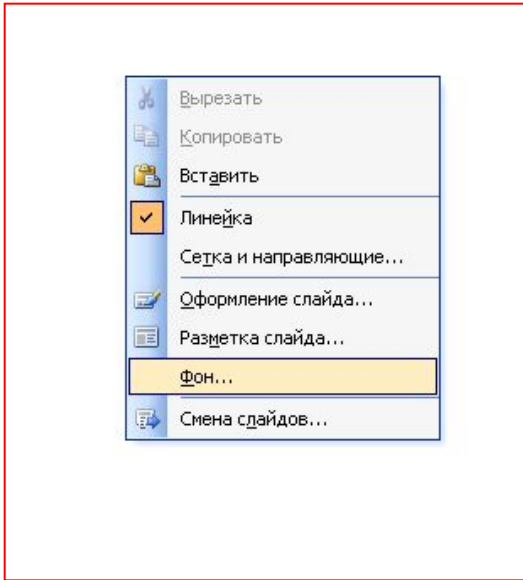 Вырезать
Копировать
Вставить
Линейка
Сетка и направляющие...
Оформление слайда...
Разметка слайда...
Фон...
Смена слайдов...